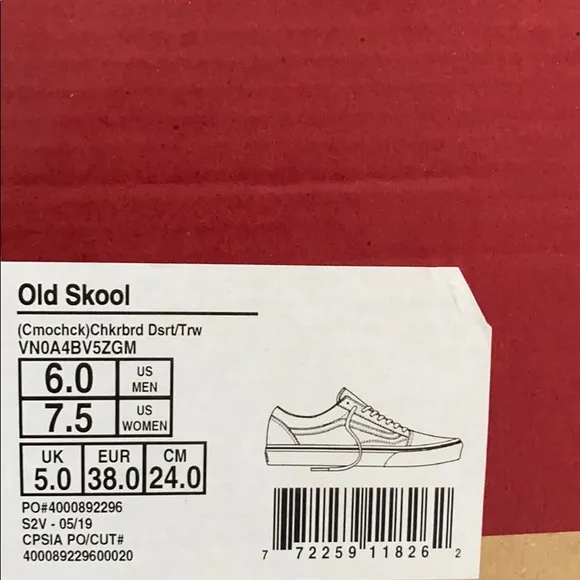 Old Skool
(Cmochck)Chkrbrd Dsrt/Trw
VN0A4BV5ZGM
6.0 US MEN
7.5 US WOMEN
UK EUR CM
5.0 38.0 24.0
PO#4000892296
S2V - 05/19
CPSIA PO/CUT#
400089229600020
7 72259 11826 2